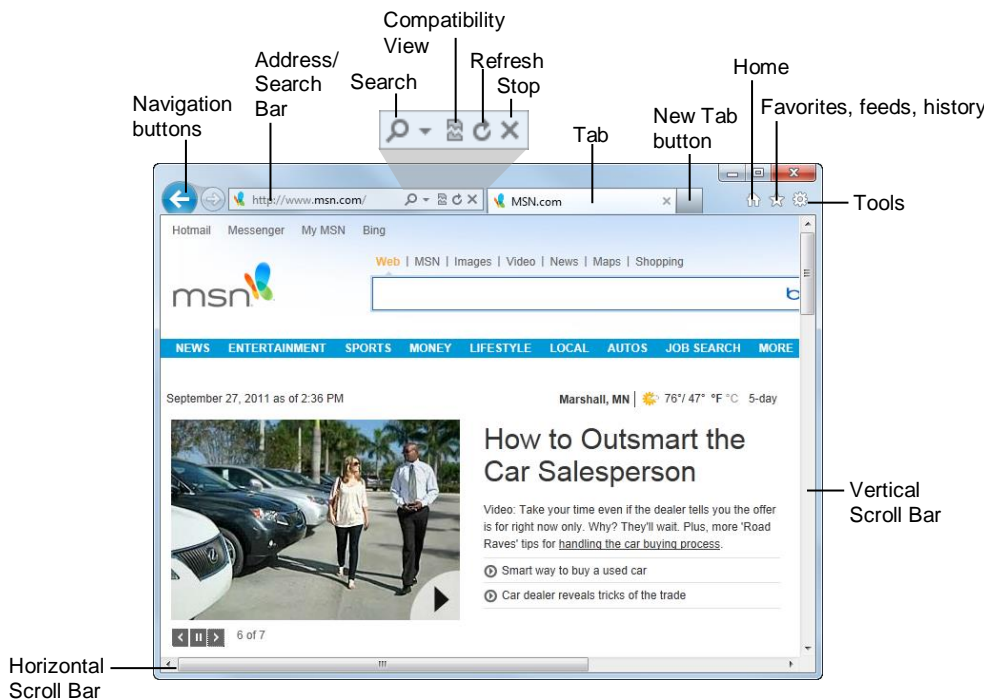 Compatibility
View
Address/
Search
Bar
Search
Refresh
Stop
Home
Navigation
buttons
Favorites, feeds, history
Tab
New Tab
button
Tools
http://www.msn.com/
MSN.com
Hotmail Messenger My MSN Bing
Web | MSN | Images | Video | News | Maps | Shopping
msn
b
NEWS ENTERTAINMENT SPORTS MONEY LIFESTYLE LOCAL AUTOS JOB SEARCH MORE
September 27, 2011 as of 2:36 PM
Marshall, MN | 76°/ 47° °F °C 5-day
How to Outsmart the
Car Salesperson
Video: Take your time even if the dealer tells you the offer
is for right now only. Why? They'll wait. Plus, more 'Road
Raves' tips for handling the car buying process.
Smart way to buy a used car
Car dealer reveals tricks of the trade
6 of 7
Vertical
Scroll Bar
Horizontal
Scroll Bar